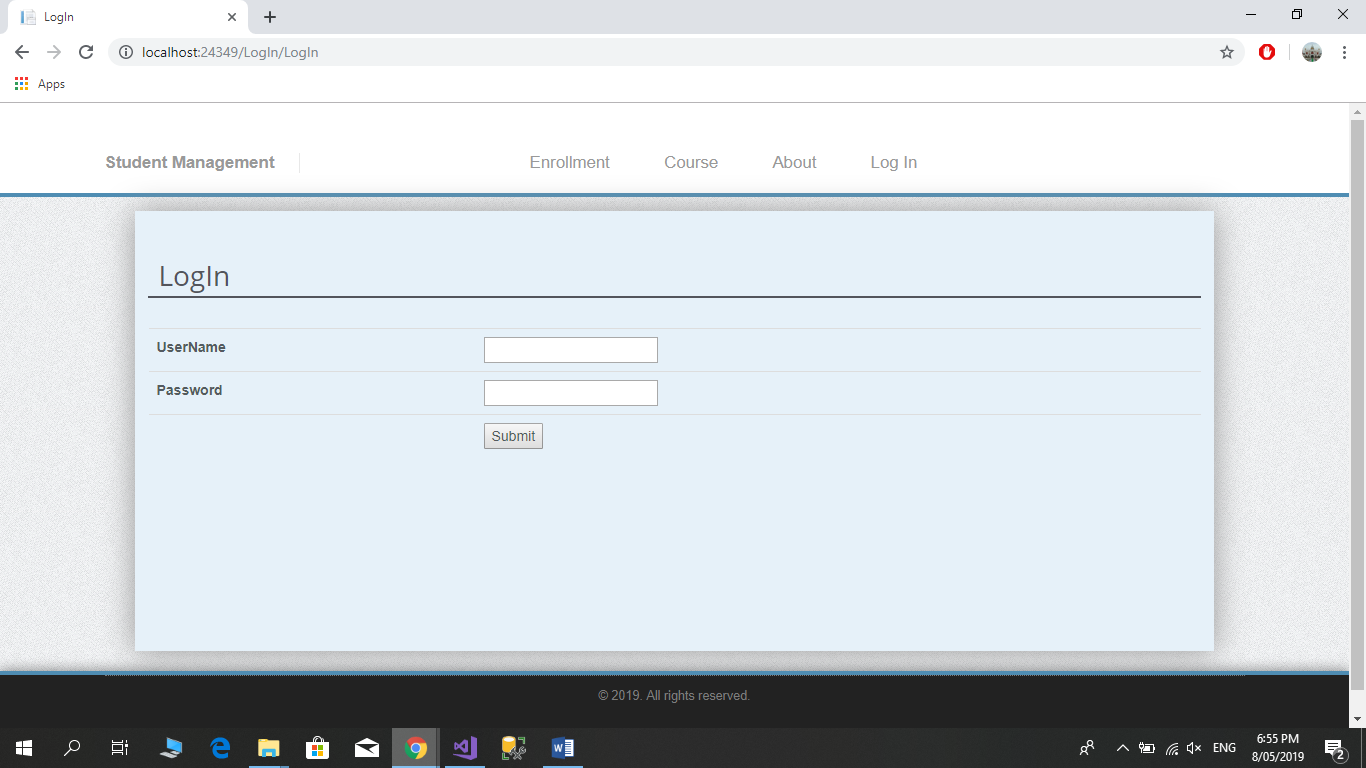 LogIn
localhost:24349/LogIn/LogIn
Apps
Student Management Enrollment Course About Log In
LogIn
UserName
Password
Submit
© 2019. All rights reserved.
ENG
6:55 PM
8/05/2019
2